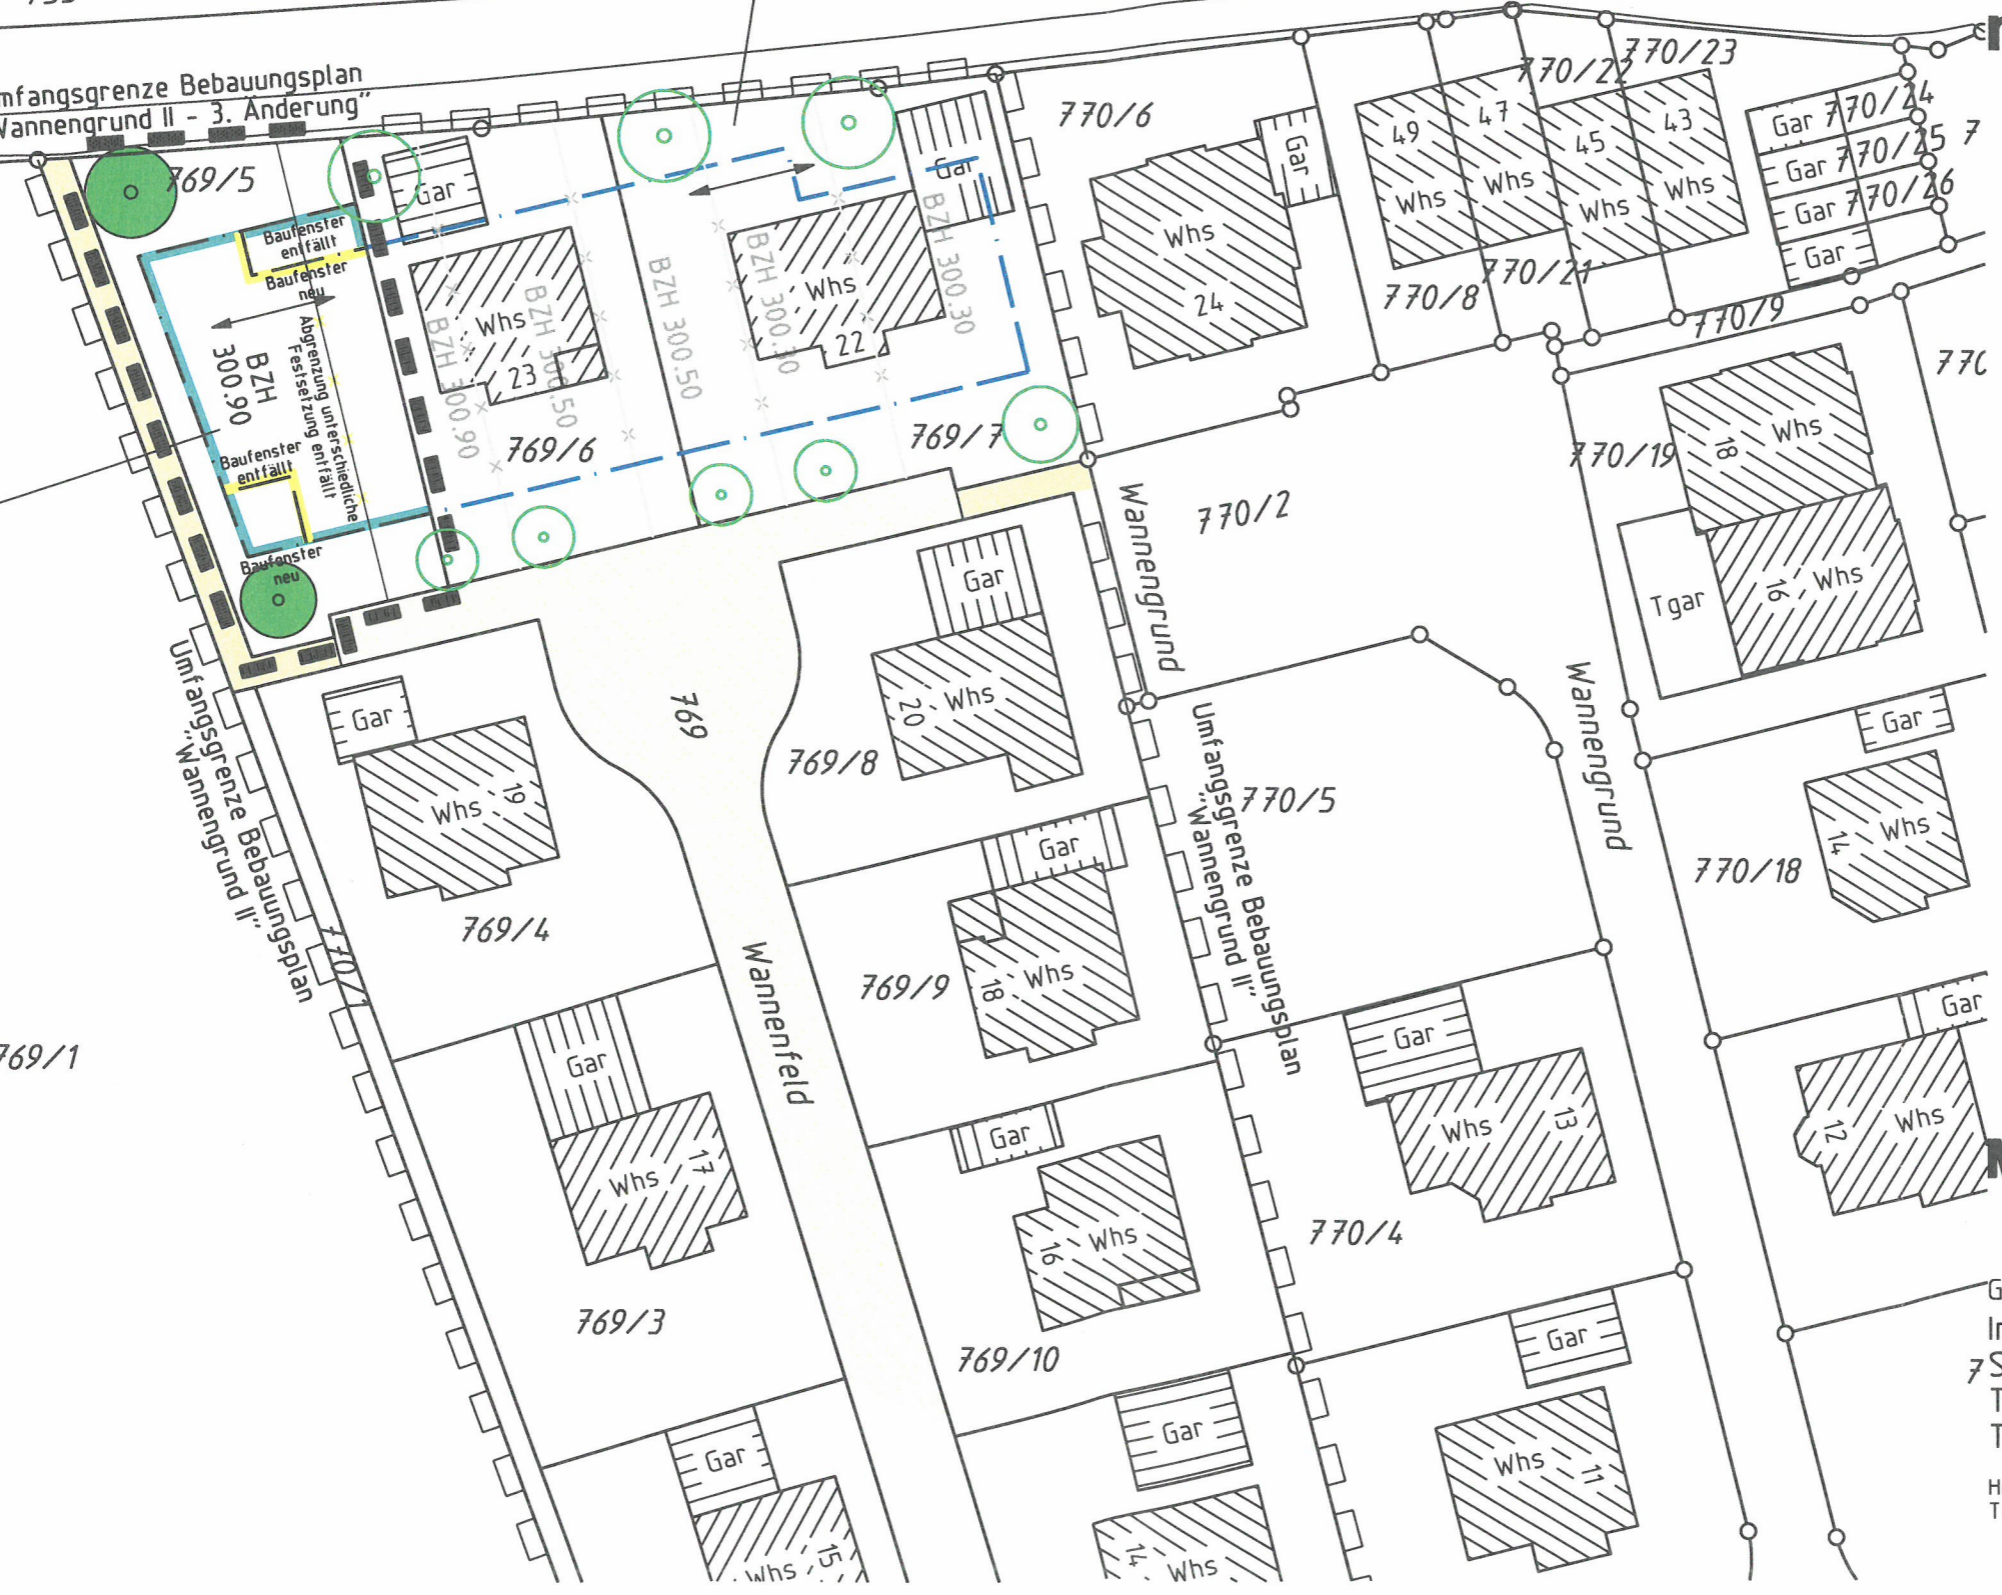 Umfangsgrenze Bebauungsplan
"Wannengrund II - 3. Änderung"
769/5
Gar
Baufenster
entfällt
Baufenster
neu
BZH
300.90
Abgrenzung unterschiedliche
Festsetzung entfällt
Baufenster
entfällt
Baufenster
neu
Whs
23
BZH 300.90
BZH 300.50
769/6
BZH 300.50
BZH 300.30
Whs
22
Gar
BZH 300.30
769/7
770/6
Gar
Whs
24
49
Whs
47
Whs
45
Whs
43
Whs
770/22
770/23
770/8
770/21
770/9
Gar 770/24
Gar 770/25
Gar 770/26
Gar
7
770
770/2
Wannengrund
770/19
18
Whs
16
Whs
Tgar
Gar
Whs
20
769/8
769
Gar
Whs
19
769/4
Umfangsgrenze Bebauungsplan
"Wannengrund II"
770/1
769/1
Wannenfeld
Gar
Whs
18
769/9
Umfangsgrenze Bebauungsplan
"Wannengrund II"
770/5
Wannengrund
Gar
Whs
14
770/18
Gar
Whs
17
769/3
Gar
Whs
16
769/10
Gar
Whs
13
770/4
Gar
Whs
12
Gar
Whs
15
Gar
Whs
14
Gar
Whs
11
7